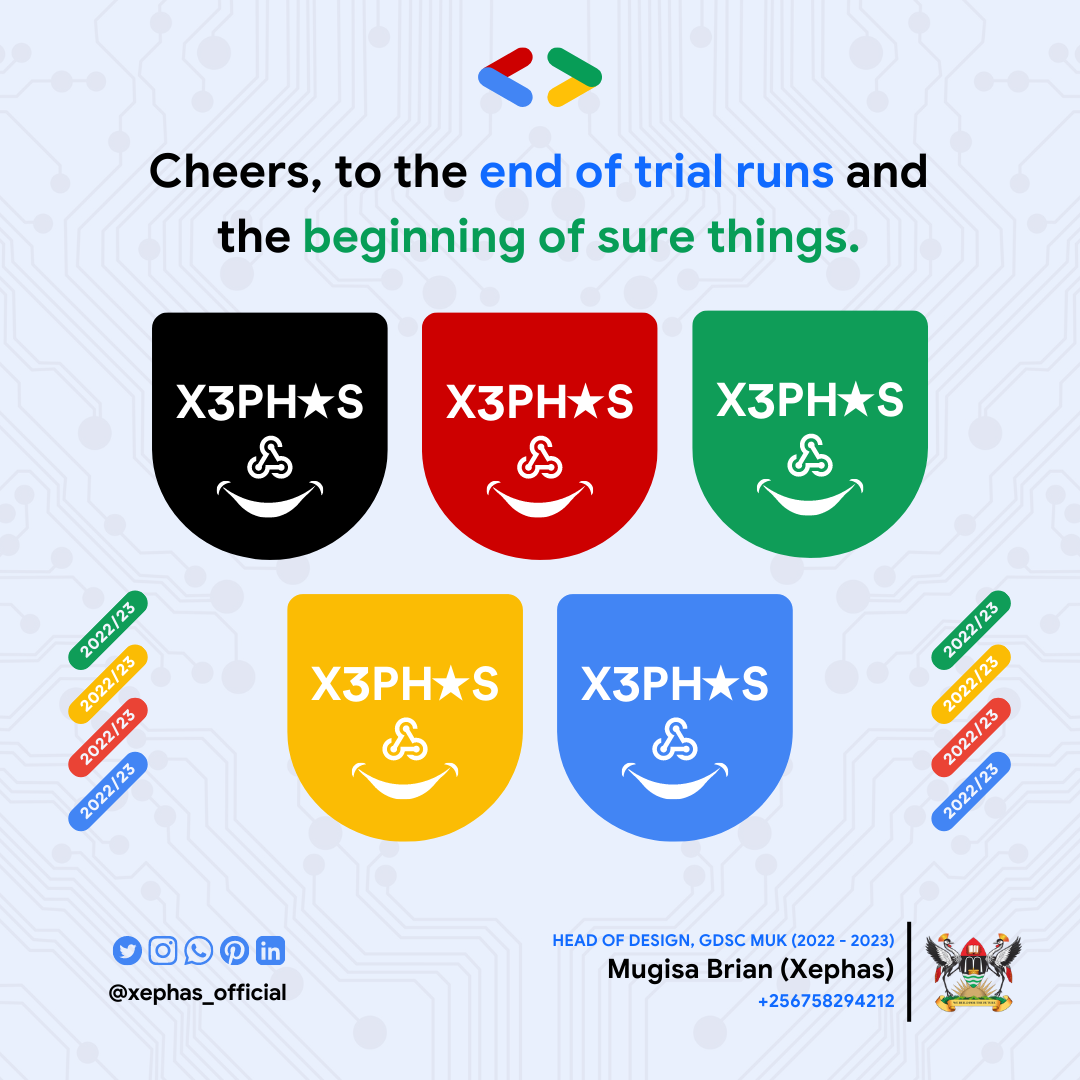 Cheers, to the end of trial runs and
the beginning of sure things.
X3PH★S
X3PH★S
X3PH★S
X3PH★S
X3PH★S
2022/23
2022/23
2022/23
2022/23
2022/23
2022/23
2022/23
2022/23
@xephas_official
HEAD OF DESIGN, GDSC MUK (2022 - 2023)
Mugisa Brian (Xephas)
+256758294212